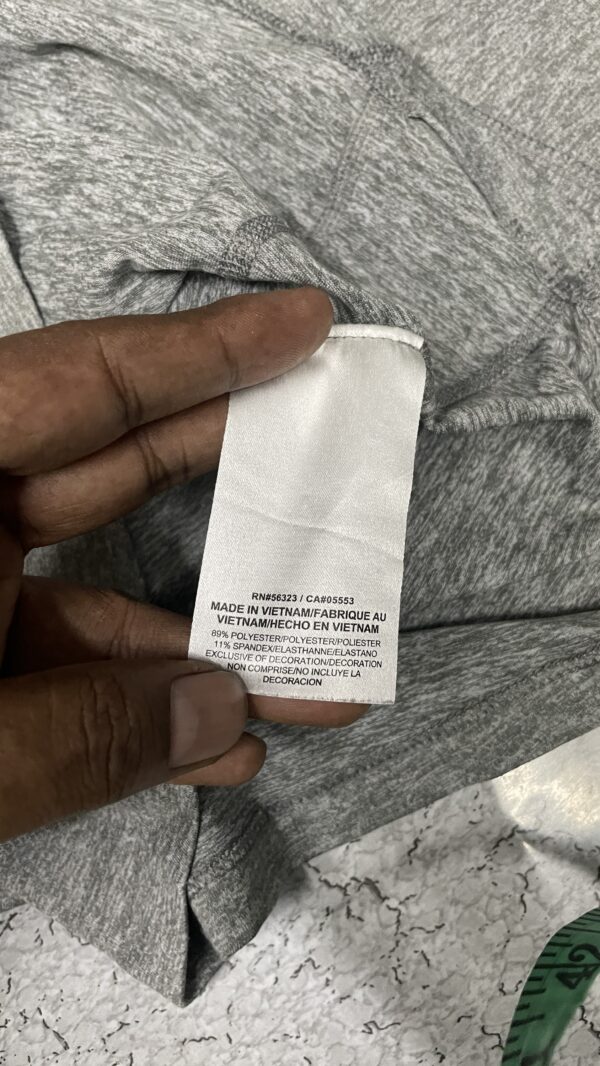 RN#56323 / CA#05553
MADE IN VIETNAM/FABRIQUE AU
VIETNAM/HECHO EN VIETNAM
89% POLYESTER/POLYESTER/POLIESTER
11% SPANDEX/ELASTHANNE/ELASTANO
EXCLUSIVE OF DECORATION/DECORATION
NON COMPRISE/NO INCLUYE LA
DECORACION
42